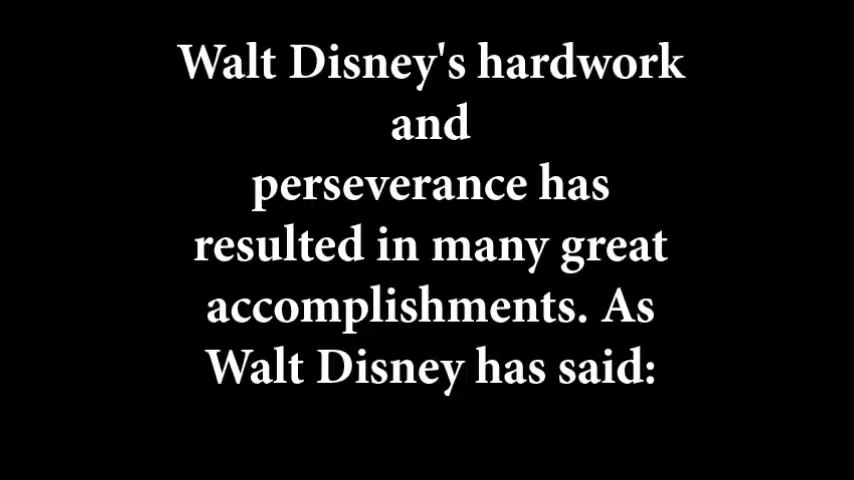 Walt Disney's hardwork
and
perseverance has
resulted in many great
accomplishments. As
Walt Disney has said: